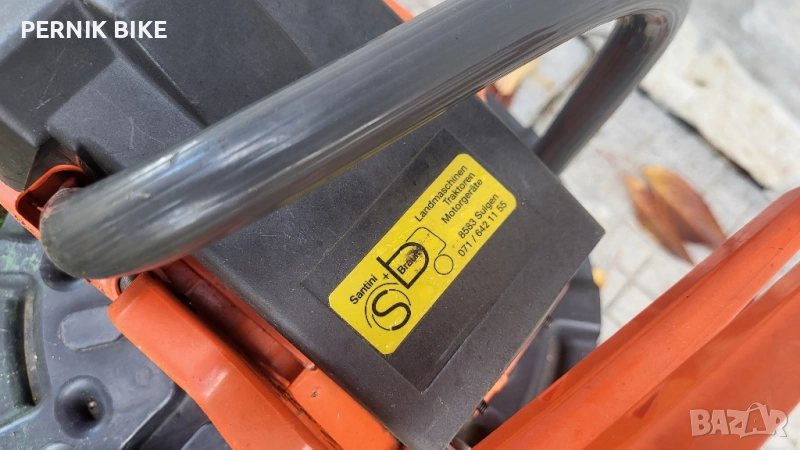 PERNIK BIKE
Santini
+
Braun
Landmaschinen
Traktoren
Motorgeräte
8583 Sulgen
071 / 642 11 55
BAZAR